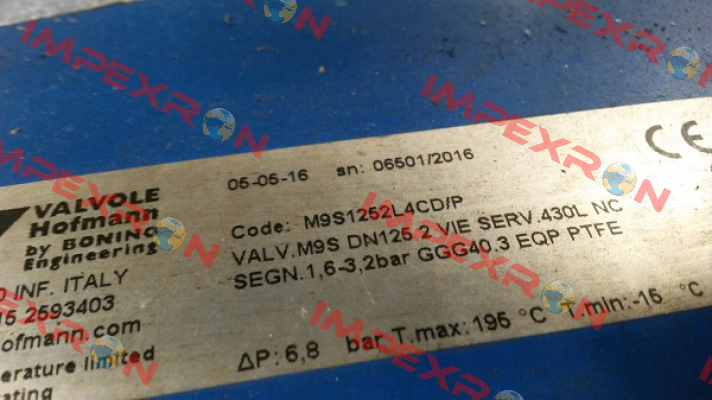 05-05-16 sn: 06501/2016
VALVOLE
Hofmann
by BONINO
Engineering
Code: M9S1252L4CD/P
VALV.M9S DN125.2 VIE SERV.430L NC
SEGN.1,6-3,2bar GGG40.3 EQP PTFE
INF. ITALY
2593403
ofmann.com
erature limited
ating
ΔP: 6,8 bar T.max: 195 °C T.min:-15 °C
CE
IMPEXRON
IMPEXRON
IMPEXRON
IMPEXRON
IMPEXRON